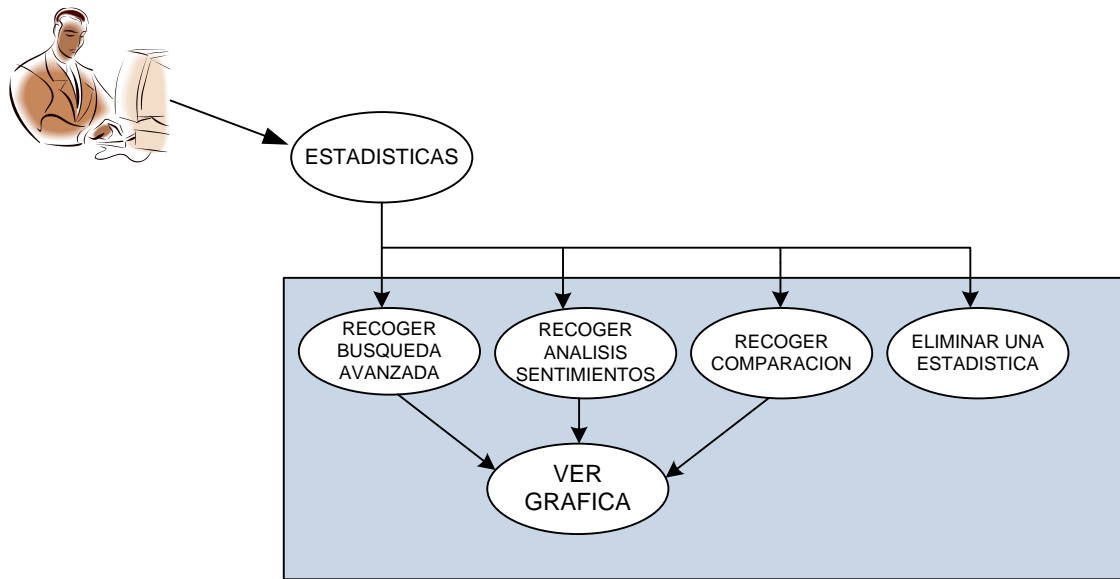 ESTADISTICAS
RECOGER
BUSQUEDA
AVANZADA
RECOGER
ANALISIS
SENTIMIENTOS
RECOGER
COMPARACION
ELIMINAR UNA
ESTADISTICA
VER
GRAFICA